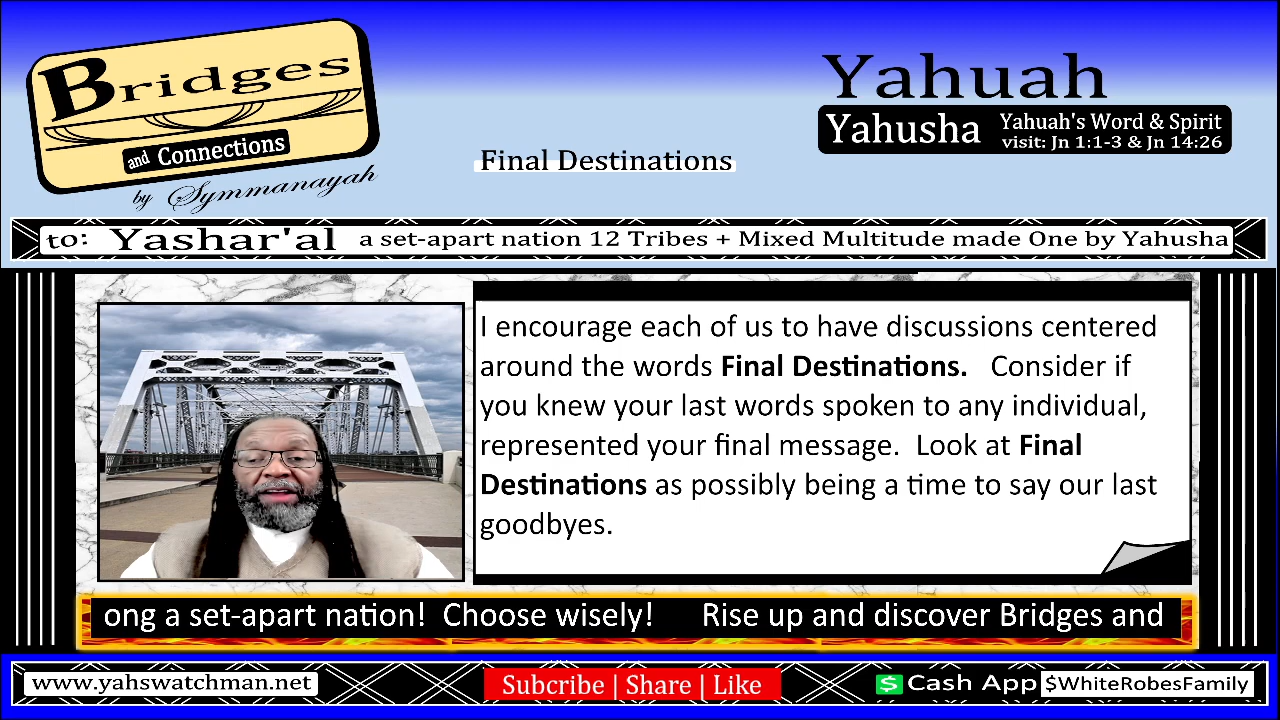 Bridges
and Connections
by Symmanayah
Final Destinations
Yahuah
Yahusha
Yahuah's Word & Spirit
visit: Jn 1:1-3 & Jn 14:26
to: Yashar'al a set-apart nation 12 Tribes + Mixed Multitude made One by Yahusha
I encourage each of us to have discussions centered
around the words Final Destinations. Consider if
you knew your last words spoken to any individual,
represented your final message. Look at Final
Destinations as possibly being a time to say our last
goodbyes.
ong a set-apart nation! Choose wisely! Rise up and discover Bridges and
www.yahswatchman.net
Subcribe | Share | Like
$ Cash App $WhiteRobesFamily